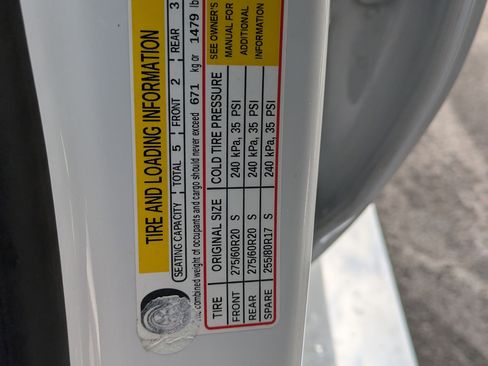 TIRE AND LOADING INFORMATION
SEATING CAPACITY TOTAL 5 FRONT 2 REAR 3
combined weight of occupants and cargo should never exceed 671 kg or 1479 lb
TIRE ORIGINAL SIZE COLD TIRE PRESSURE
FRONT 275/60R20 S 240 kPa, 35 PSI
REAR 275/60R20 S 240 kPa, 35 PSI
SPARE 255/80R17 S 240 kPa, 35 PSI
SEE OWNER'S
MANUAL FOR
ADDITIONAL
INFORMATION